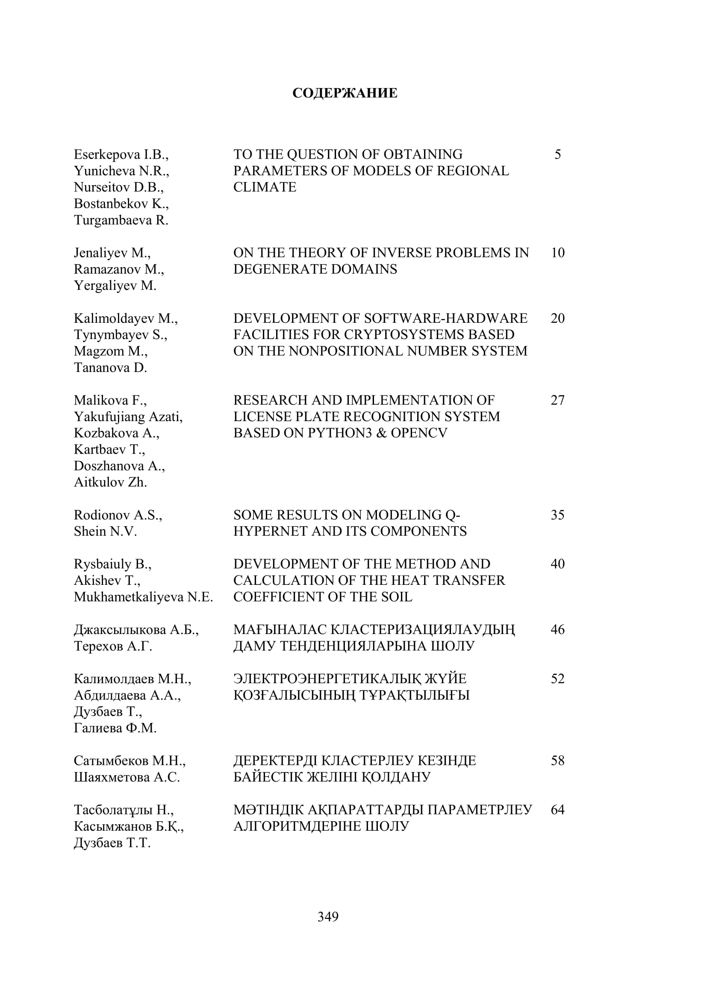 СОДЕРЖАНИЕ
Eserkepova I.B., TO THE QUESTION OF OBTAINING 5
Yunicheva N.R., PARAMETERS OF MODELS OF REGIONAL
Nurseitov D.B., CLIMATE
Bostanbekov K.,
Turgambaeva R.
Jenaliyev M., ON THE THEORY OF INVERSE PROBLEMS IN 10
Ramazanov M., DEGENERATE DOMAINS
Yergaliyev M.
Kalimoldayev M., DEVELOPMENT OF SOFTWARE-HARDWARE 20
Tynymbayev S., FACILITIES FOR CRYPTOSYSTEMS BASED
Magzom M., ON THE NONPOSITIONAL NUMBER SYSTEM
Tananova D.
Malikova F., RESEARCH AND IMPLEMENTATION OF 27
Yakufujiang Azati, LICENSE PLATE RECOGNITION SYSTEM
Kozbakova A., BASED ON PYTHON3 & OPENCV
Kartbaev T.,
Doszhanova A.,
Aitkulov Zh.
Rodionov A.S., SOME RESULTS ON MODELING Q- 35
Shein N.V. HYPERNET AND ITS COMPONENTS
Rysbaiuly B., DEVELOPMENT OF THE METHOD AND 40
Akishev T., CALCULATION OF THE HEAT TRANSFER
Mukhametkaliyeva N.E. COEFFICIENT OF THE SOIL
Джаксылыкова А.Б., МАҒЫНАЛАС КЛАСТЕРИЗАЦИЯЛАУДЫҢ 46
Терехов А.Г. ДАМУ ТЕНДЕНЦИЯЛАРЫНА ШОЛУ
Калимолдаев М.Н., ЭЛЕКТРОЭНЕРГЕТИКАЛЫҚ ЖҮЙЕ 52
Абдилдаева А.А., ҚОЗҒАЛЫСЫНЫҢ ТҰРАҚТЫЛЫҒЫ
Дузбаев Т.,
Галиева Ф.М.
Сатымбеков М.Н., ДЕРЕКТЕРДІ КЛАСТЕРЛЕУ КЕЗІНДЕ 58
Шаяхметова А.С. БАЙЕСТІК ЖЕЛІНІ ҚОЛДАНУ
Тасболатұлы Н., МӘТІНДІК АҚПАРАТТАРДЫ ПАРАМЕТРЛЕУ 64
Касымжанов Б.Қ., АЛГОРИТМДЕРІНЕ ШОЛУ
Дузбаев Т.Т.
349